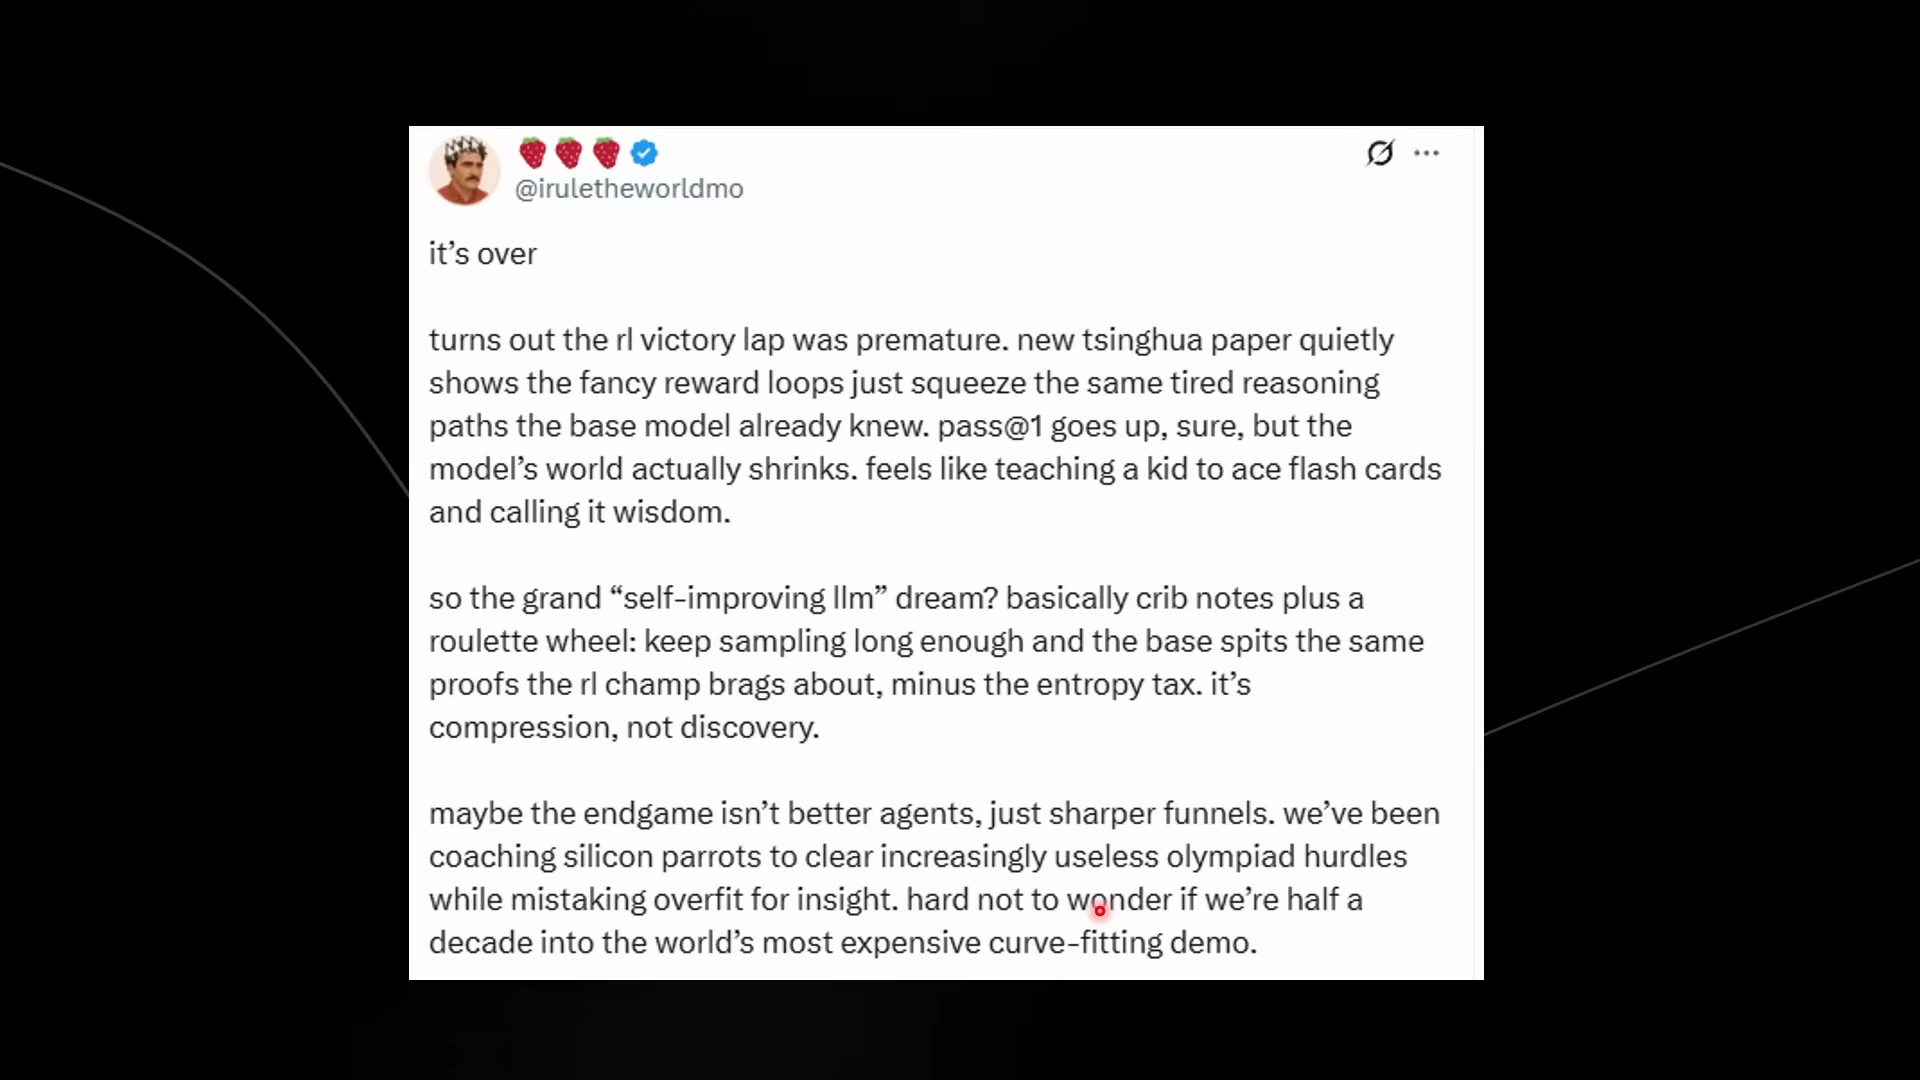 🍓🍓🍓
@iruletheworldmo
it’s over
turns out the rl victory lap was premature. new tsinghua paper quietly
shows the fancy reward loops just squeeze the same tired reasoning
paths the base model already knew. pass@1 goes up, sure, but the
model’s world actually shrinks. feels like teaching a kid to ace flash cards
and calling it wisdom.
so the grand “self-improving llm” dream? basically crib notes plus a
roulette wheel: keep sampling long enough and the base spits the same
proofs the rl champ brags about, minus the entropy tax. it’s
compression, not discovery.
maybe the endgame isn’t better agents, just sharper funnels. we’ve been
coaching silicon parrots to clear increasingly useless olympiad hurdles
while mistaking overfit for insight. hard not to wonder if we’re half a
decade into the world’s most expensive curve-fitting demo.